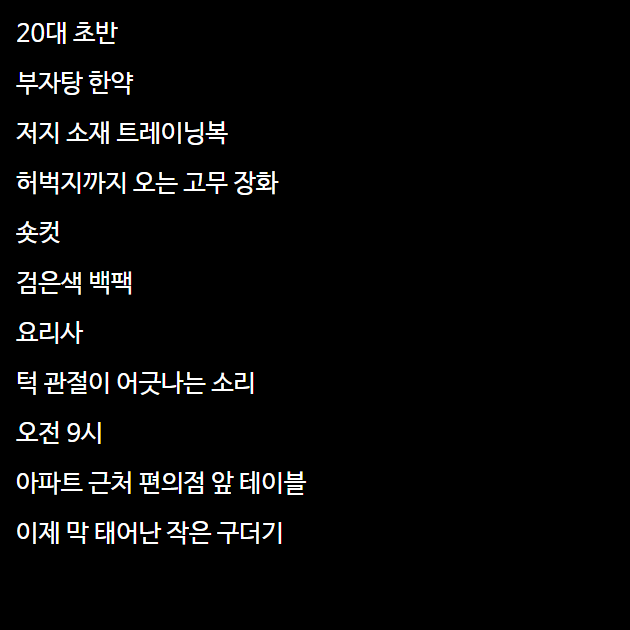 20대 초반
부자탕 한약
저지 소재 트레이닝복
허벅지까지 오는 고무 장화
숏컷
검은색 백팩
요리사
턱 관절이 어긋나는 소리
오전 9시
아파트 근처 편의점 앞 테이블
이제 막 태어난 작은 구더기